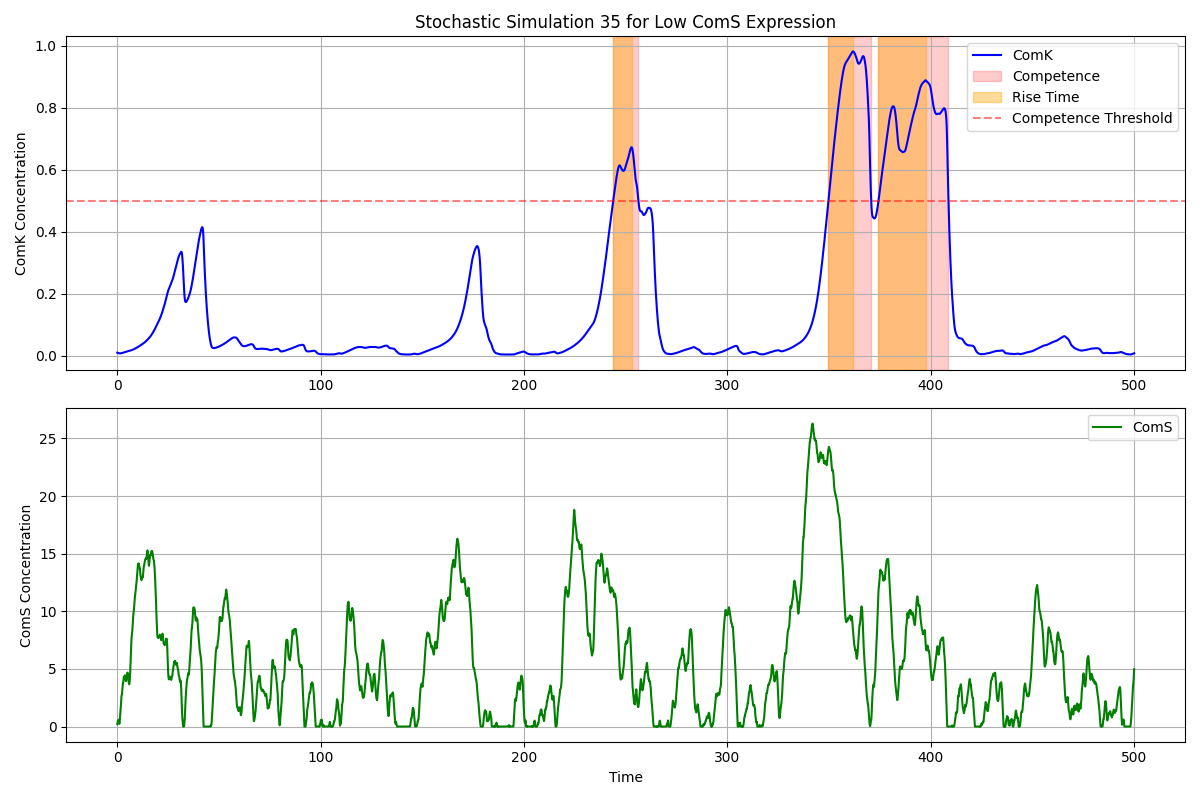 Stochastic Simulation 35 for Low ComS Expression
ComK Concentration
1.0
0.8
0.6
0.4
0.2
0.0
ComK
Competence
Rise Time
Competence Threshold
0 100 200 300 400 500
ComS Concentration
25
20
15
10
5
0
ComS
0 100 200 300 400 500
Time